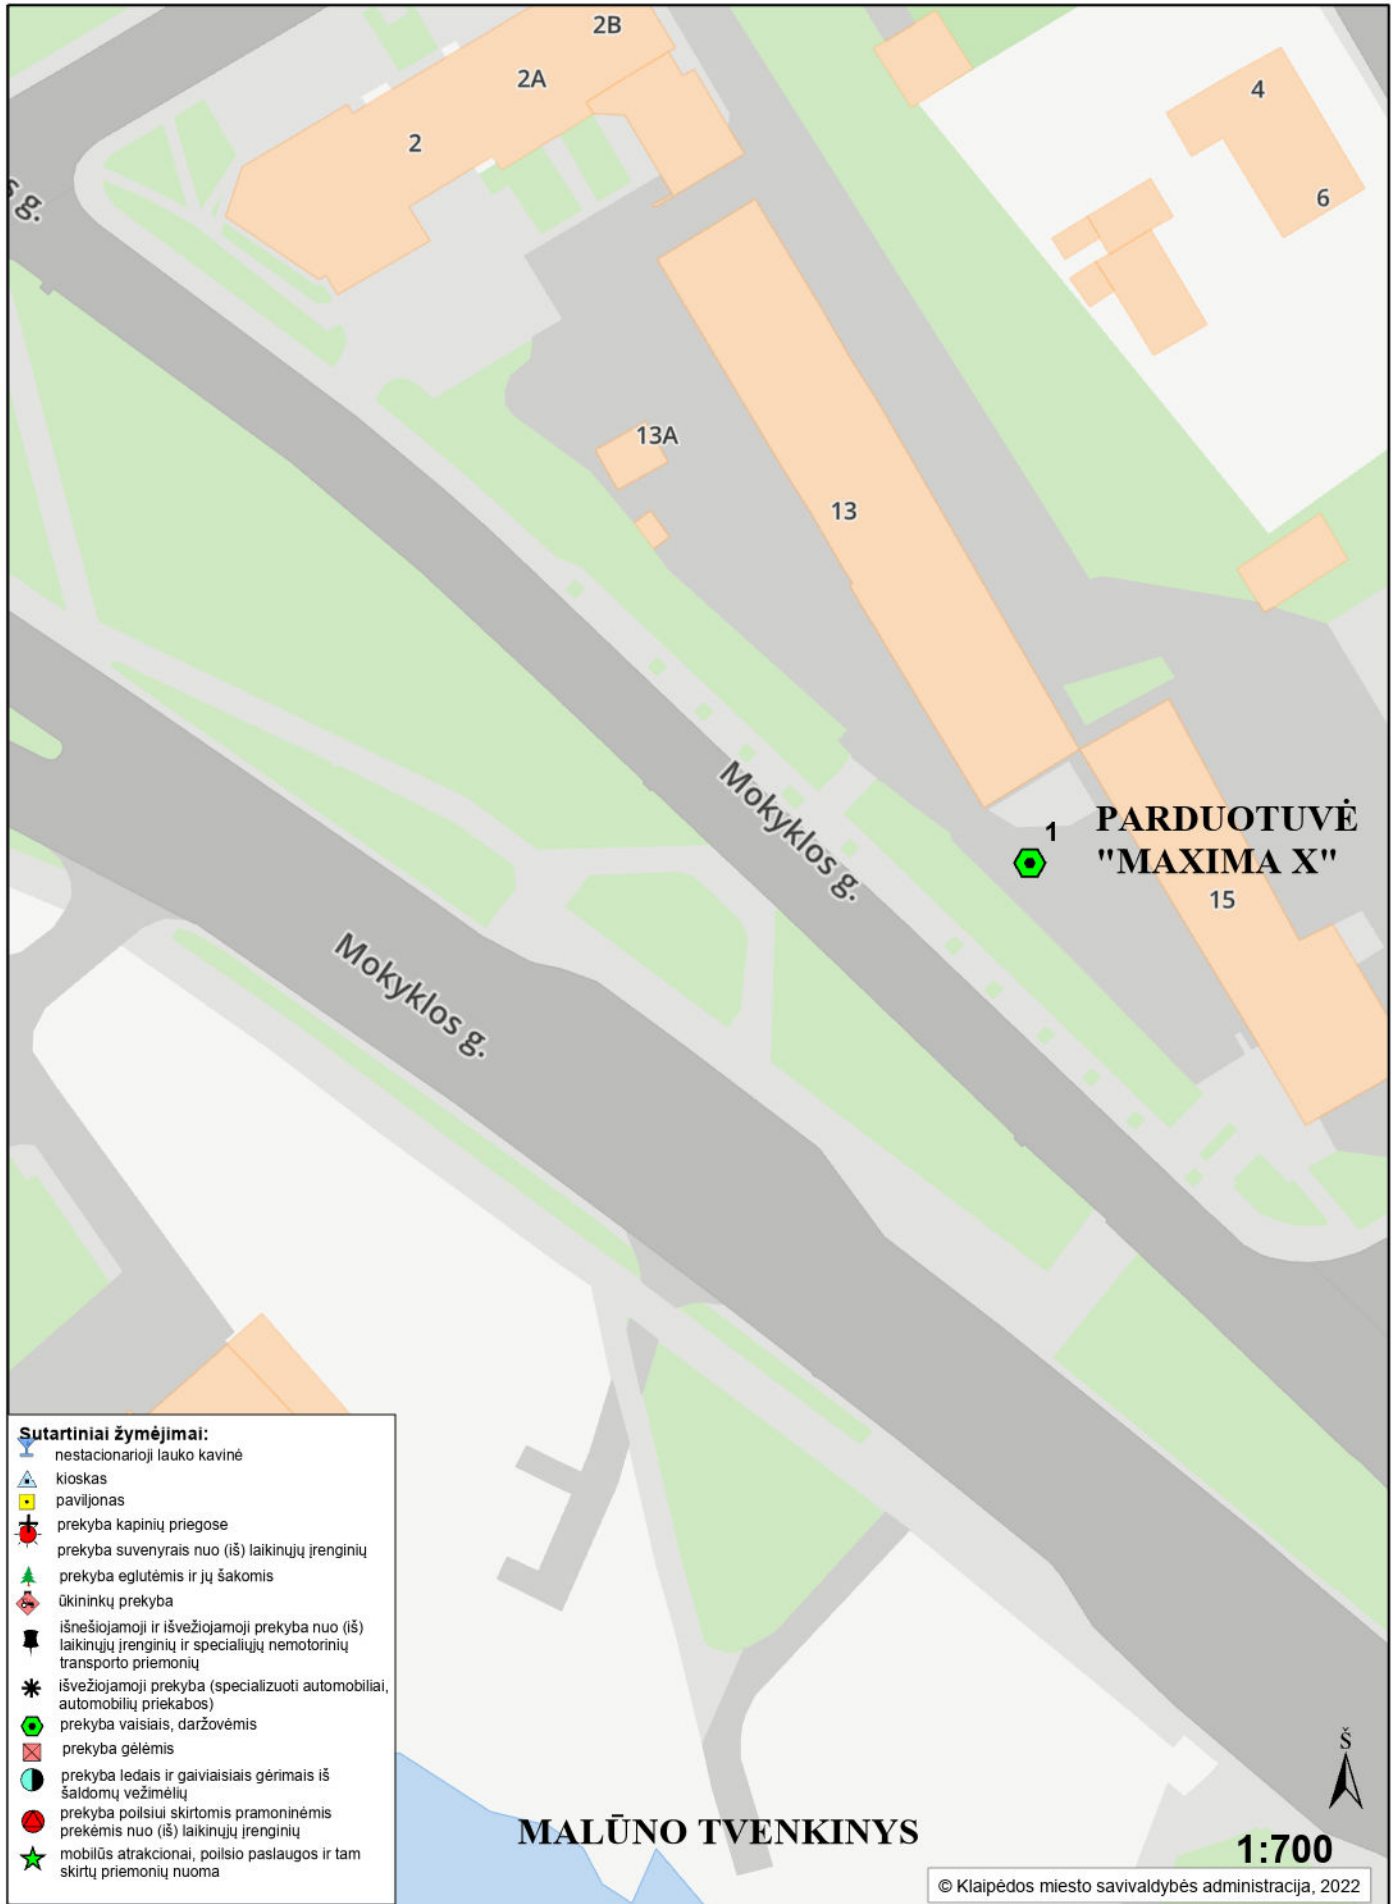 2B
2A
4
2
6
s g.
13A
13
Mokyklos g.
1
PARDUOTUVĖ
"MAXIMA X"
15
Mokyklos g.
Sutartiniai žymėjimai:
nestacionarioji lauko kavinė
kioskas
paviljonas
prekyba kapinių prieigose
prekyba suvenyrais nuo (iš) laikinųjų įrenginių
prekyba eglutėmis ir jų šakomis
ūkininkų prekyba
išnešiojamoji ir išvežiojamoji prekyba nuo (iš)
laikinųjų įrenginių ir specialiųjų nemotorinių
transporto priemonių
išvežiojamoji prekyba (specializuoti automobiliai,
automobilių priekabos)
prekyba vaisiais, daržovėmis
prekyba gėlėmis
prekyba ledais ir gaiviaisiais gėrimais iš
šaldomų vežimėlių
prekyba poilsiui skirtomis pramoninėmis
prekėmis nuo (iš) laikinųjų įrenginių
mobilūs atrakcionai, poilsio paslaugos ir tam
skirtų priemonių nuoma
MALŪNO TVENKINYS
Š
1:700
© Klaipėdos miesto savivaldybės administracija, 2022